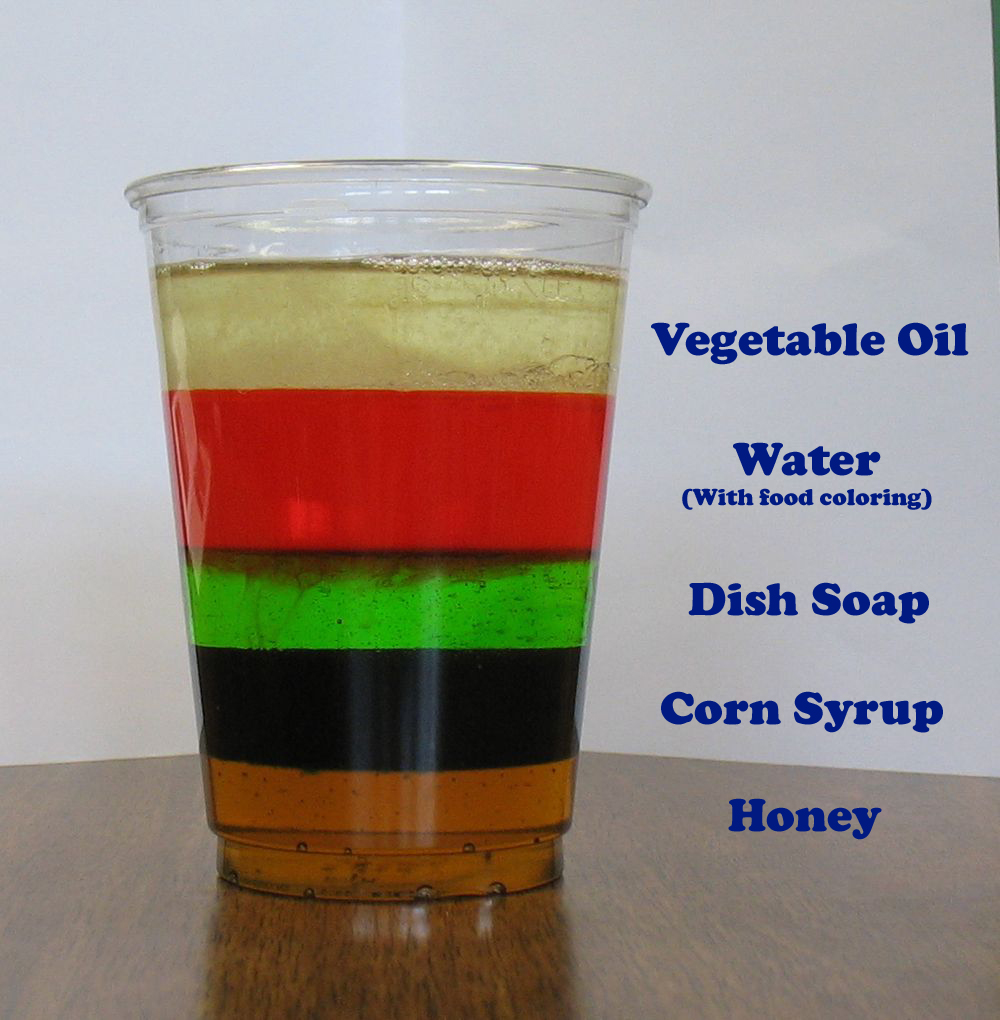 Vegetable Oil
Water
(With food coloring)
Dish Soap
Corn Syrup
Honey